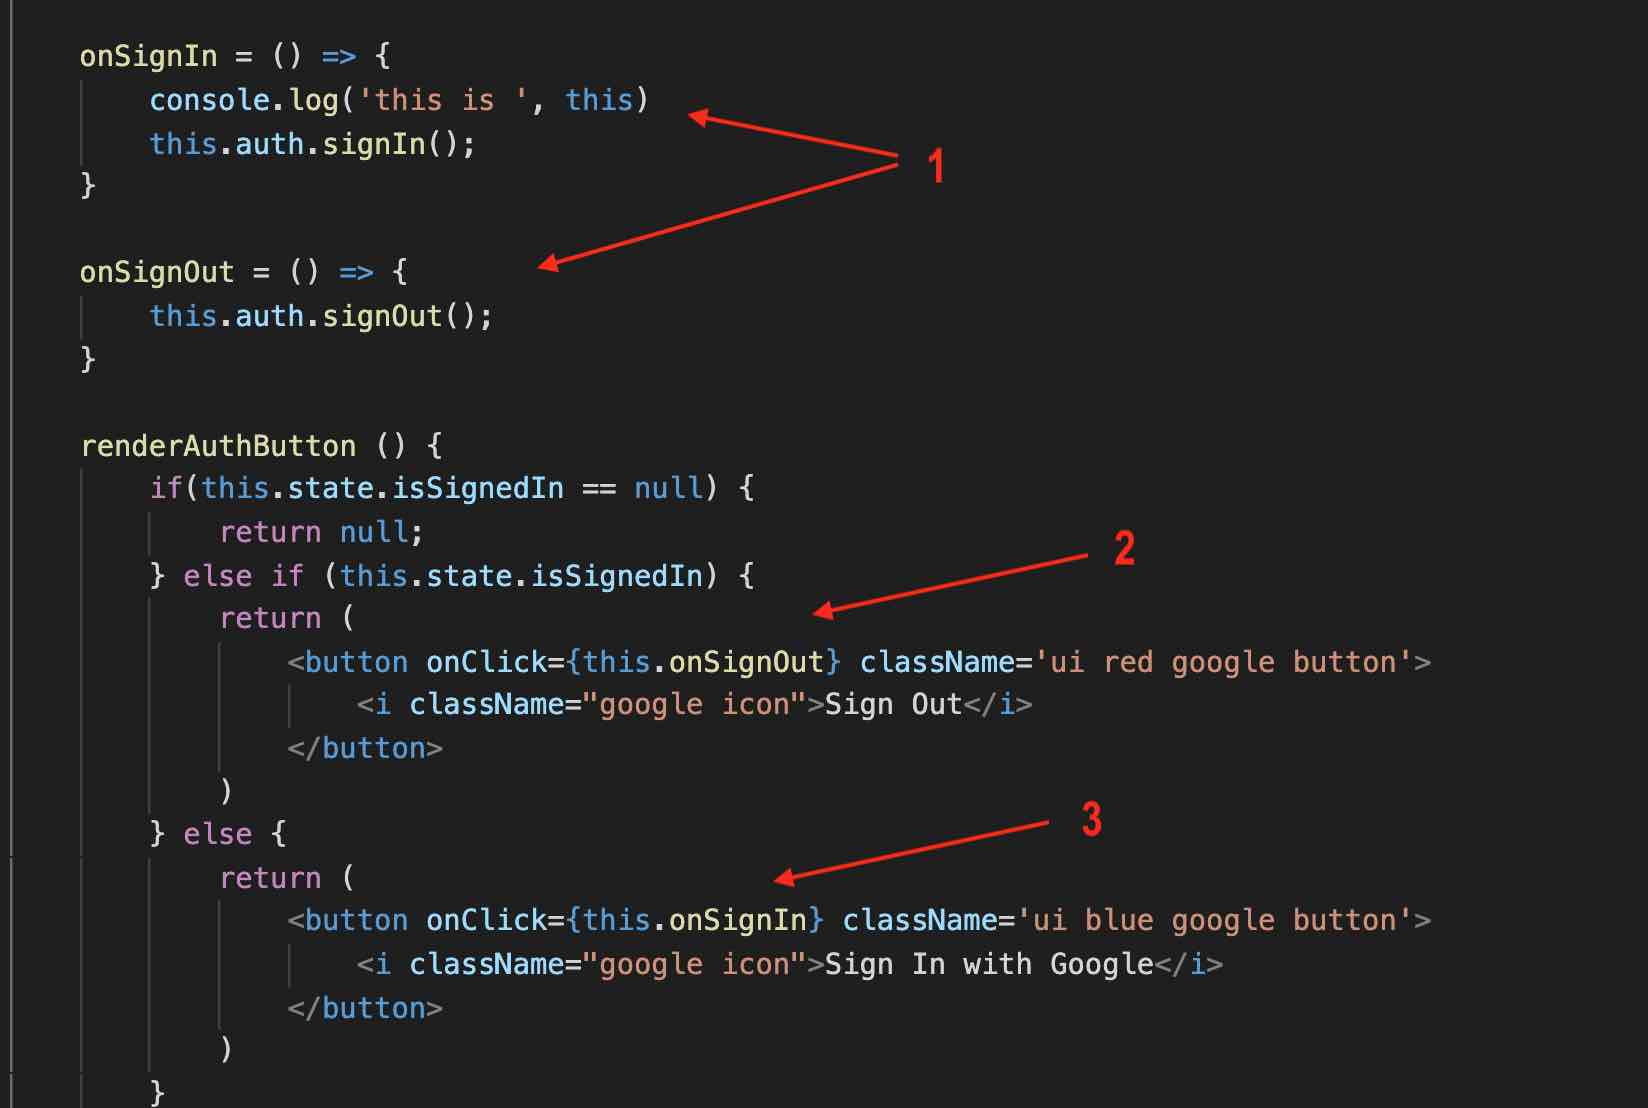 onSignIn = () => {
console.log('this is ', this)
this.auth.signIn();
1
}
onSignOut = () => {
this.auth.signOut();
}
renderAuthButton () {
if(this.state.isSignedIn == null) {
return null;
2
} else if (this.state.isSignedIn) {
return (
<button onClick={this.onSignOut} className='ui red google button'>
<i className="google icon">Sign Out</i>
</button>
)
3
} else {
return (
<button onClick={this.onSignIn} className='ui blue google button'>
<i className="google icon">Sign In with Google</i>
</button>
)
}